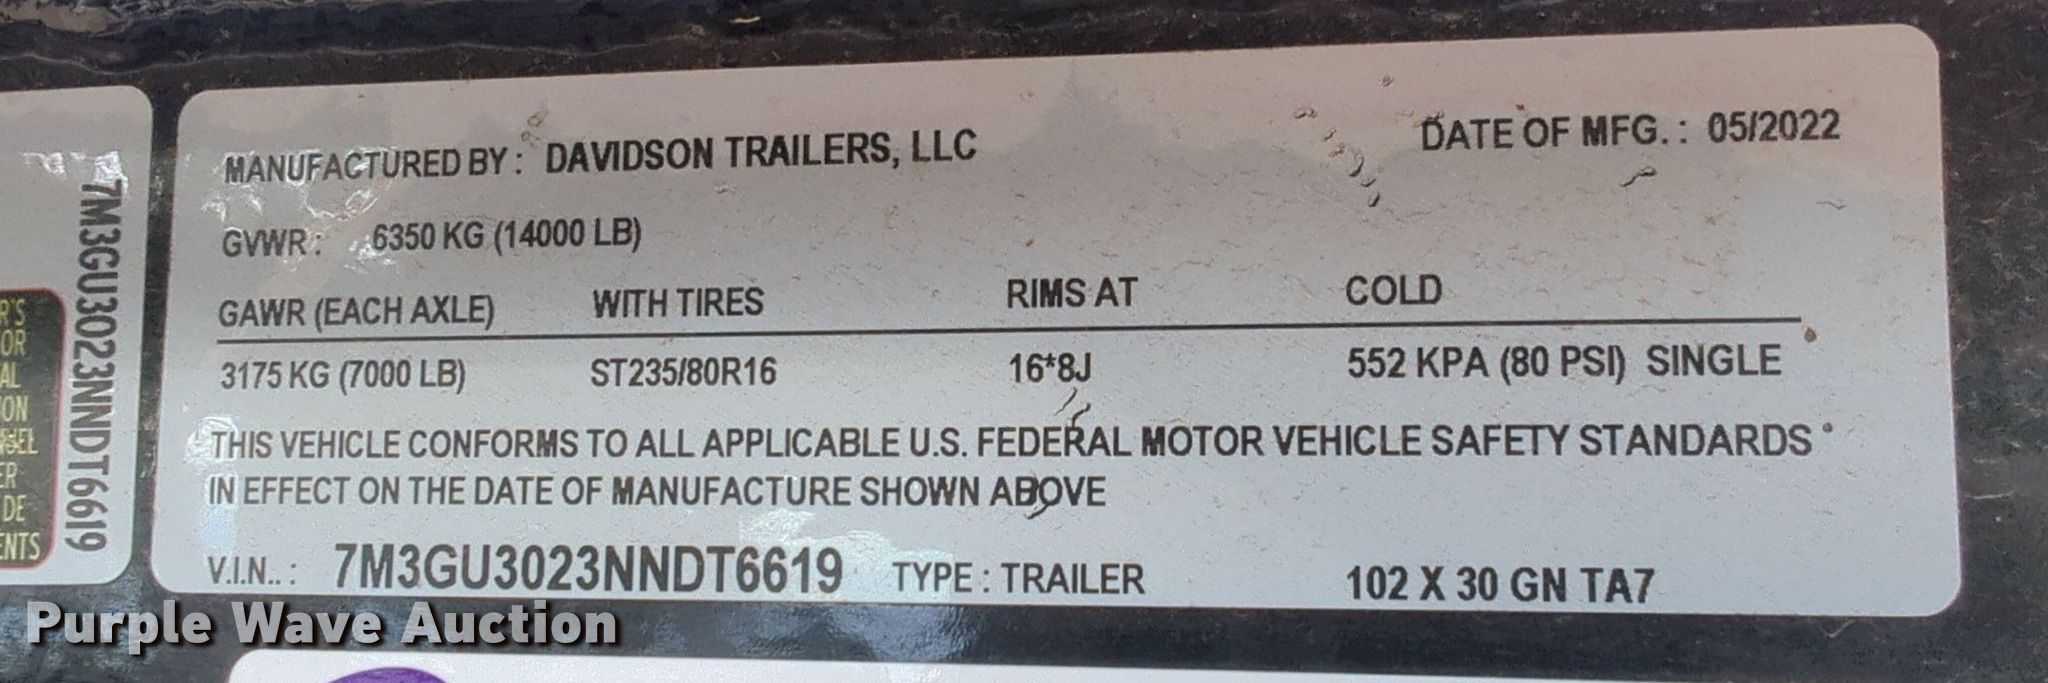 MANUFACTURED BY: DAVIDSON TRAILERS, LLC DATE OF MFG.: 05/2022
GVWR: 6350 KG (14000 LB)
GAWR (EACH AXLE) WITH TIRES RIMS AT COLD
3175 KG (7000 LB) ST235/80R16 16*8J 552 KPA (80 PSI) SINGLE
THIS VEHICLE CONFORMS TO ALL APPLICABLE U.S. FEDERAL MOTOR VEHICLE SAFETY STANDARDS
IN EFFECT ON THE DATE OF MANUFACTURE SHOWN ABOVE
V.I.N..: 7M3GU3023NNDT6619 TYPE: TRAILER 102 X 30 GN TA7
7M3GU3023NNDT6619
Purple Wave Auction